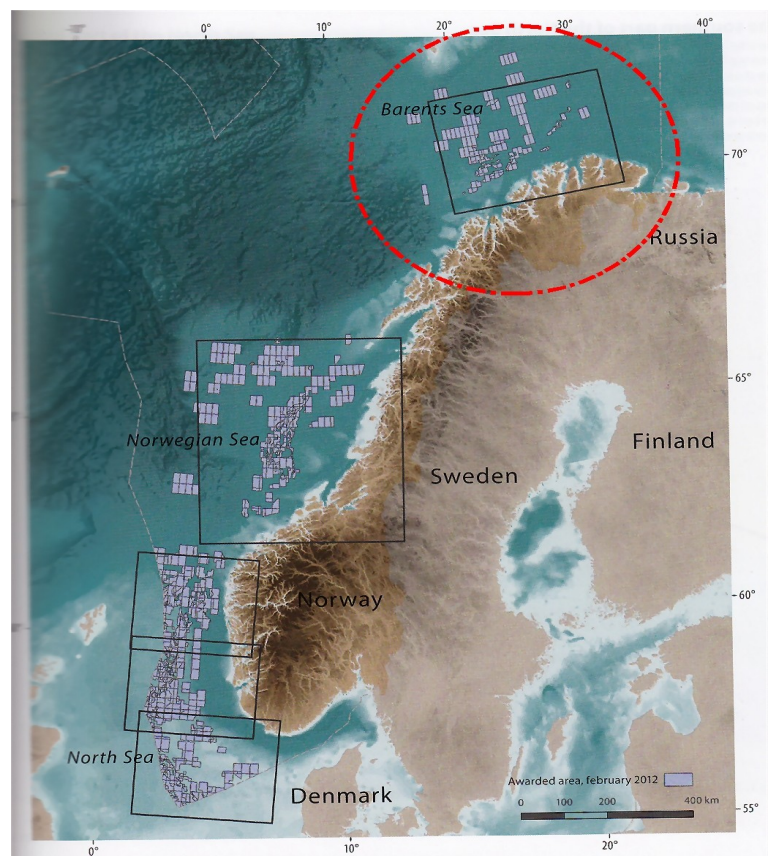 0°
10°
20°
30°
40°
Barents Sea
70°
Russia
65°
Norwegian Sea
Finland
Sweden
60°
Norway
North Sea
Awarded area, february 2012
Denmark
0 100 200 400 km
55°
0°
10°
20°